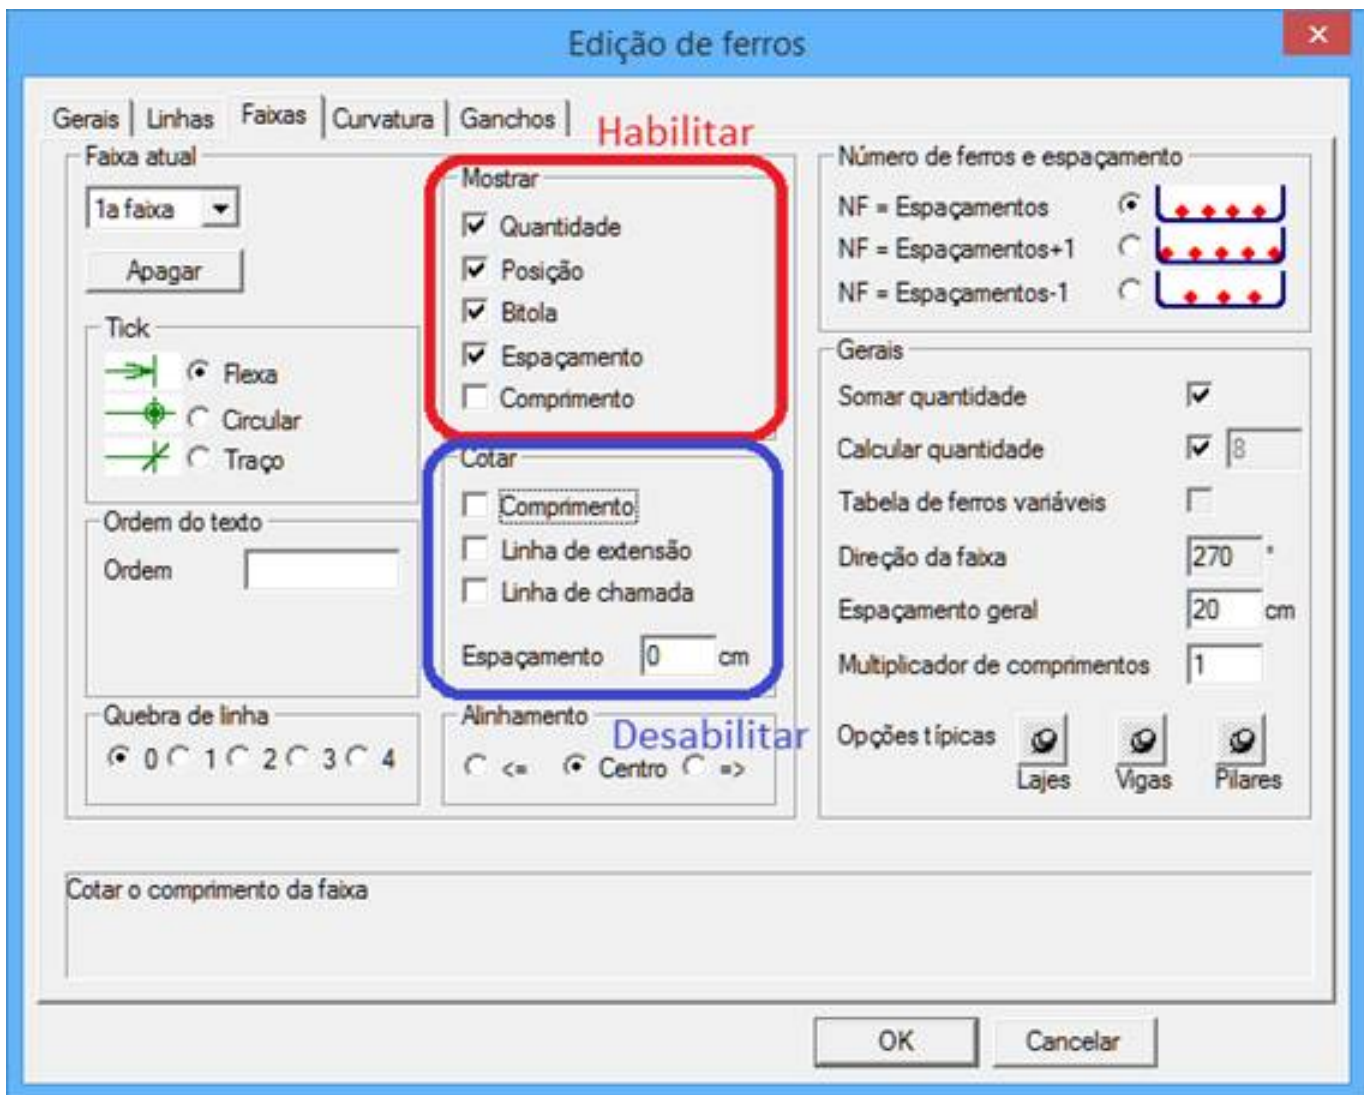 Edição de ferros
Gerais Linhas Faixas Curvatura Ganchos
Habilitar
Faixa atual
1a faixa
Apagar
Tick
Flexa
Circular
Traço
Ordem do texto
Ordem
Quebra de linha
0 1 2 3 4
Mostrar
Quantidade
Posição
Bitola
Espaçamento
Comprimento
Cotar
Comprimento
Linha de extensão
Linha de chamada
Espaçamento 0 cm
Desabilitar
Alinhamento
<= Centro =>
Número de ferros e espaçamento
NF = Espaçamentos
NF = Espaçamentos+1
NF = Espaçamentos-1
Gerais
Somar quantidade
Calcular quantidade 8
Tabela de ferros variáveis
Direção da faixa 270 °
Espaçamento geral 20 cm
Multiplicador de comprimentos 1
Opções típicas
Lajes Vigas Pilares
Cotar o comprimento da faixa
OK Cancelar